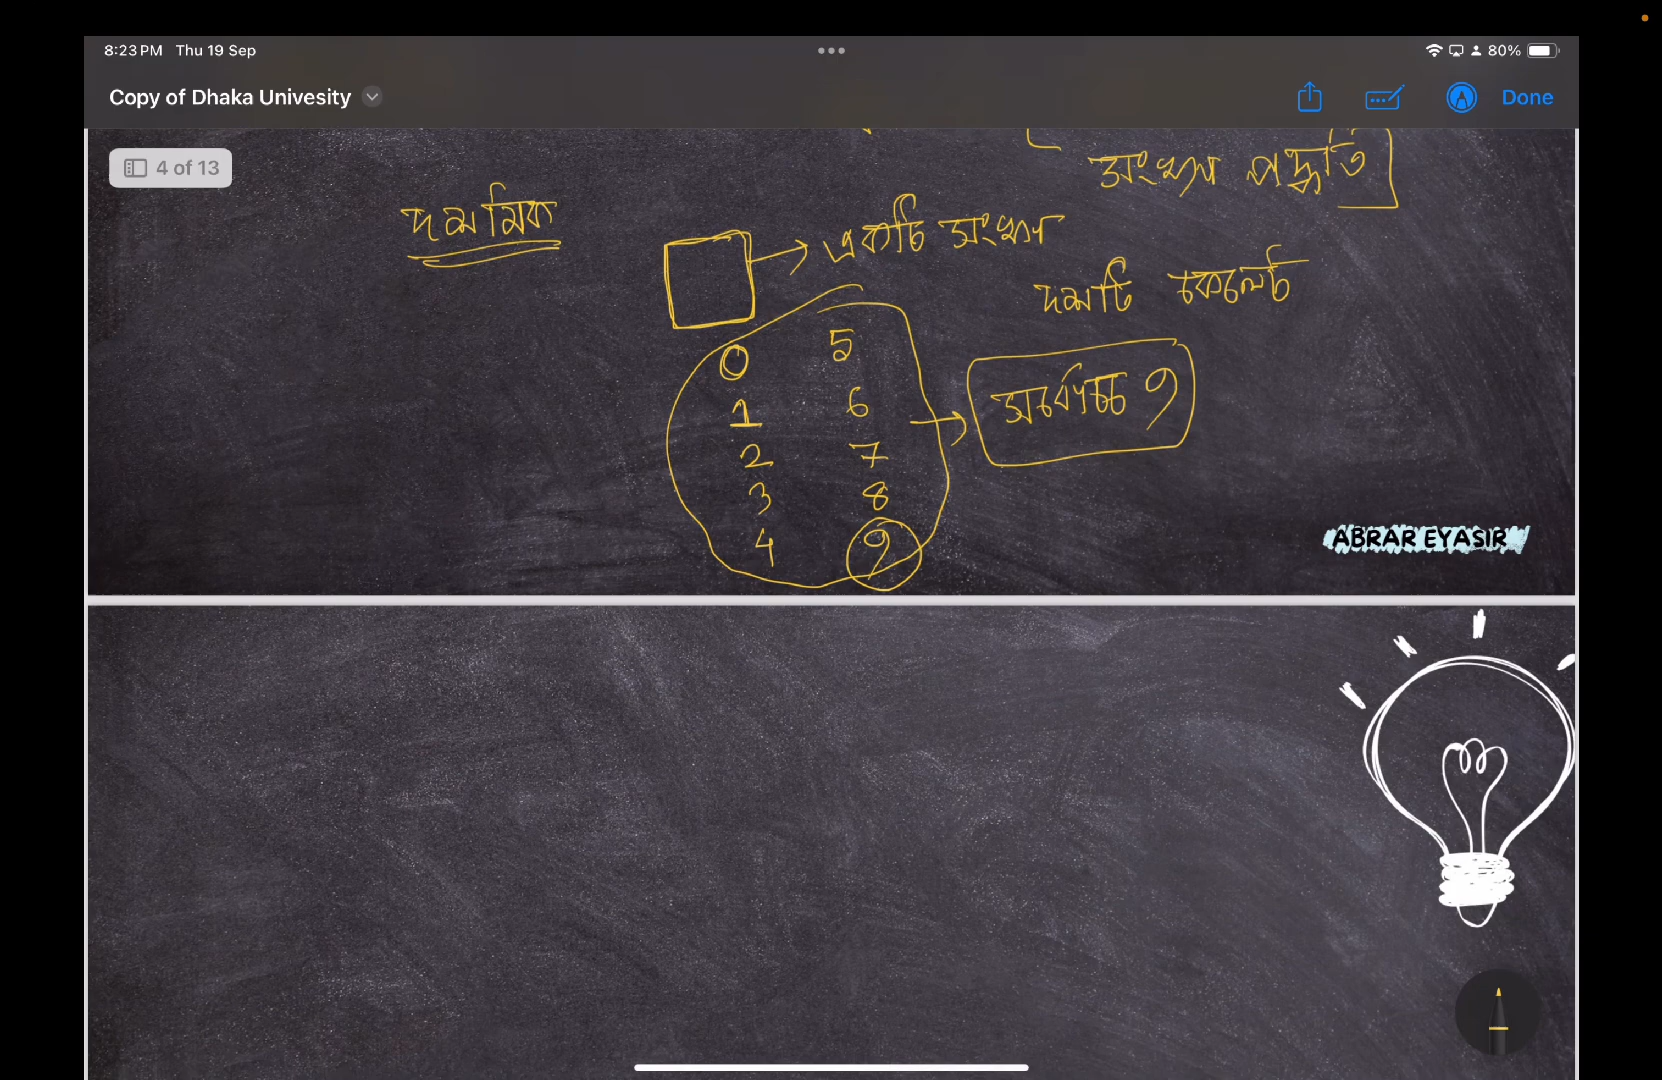 8:23 PM Thu 19 Sep
80%
Copy of Dhaka Univesity
Done
4 of 13
সংখ্যা পদ্ধতি
দশমিক
একটি সংখ্যা
দশটি চকলেট
0 5
1 6
2 7
3 8
4 9
সর্বোচ্চ 9
ABRAR EYASIR